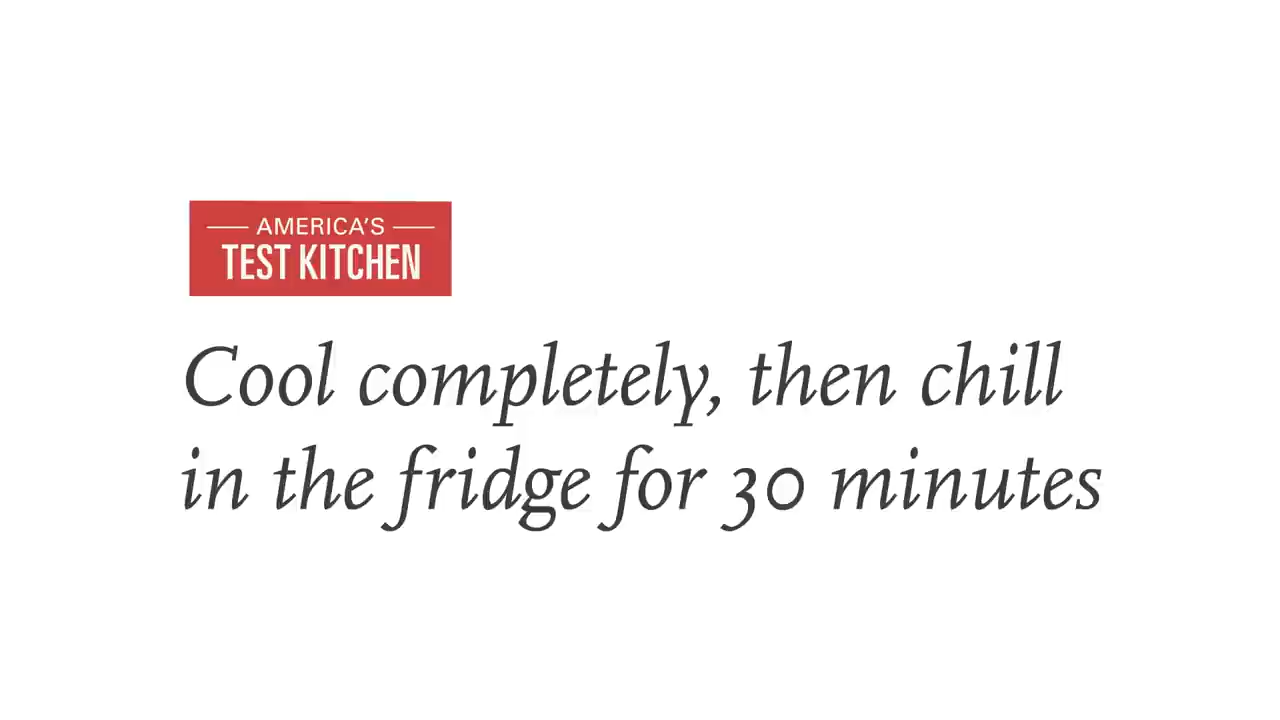 AMERICA'S
TEST KITCHEN
Cool completely, then chill
in the fridge for 30 minutes